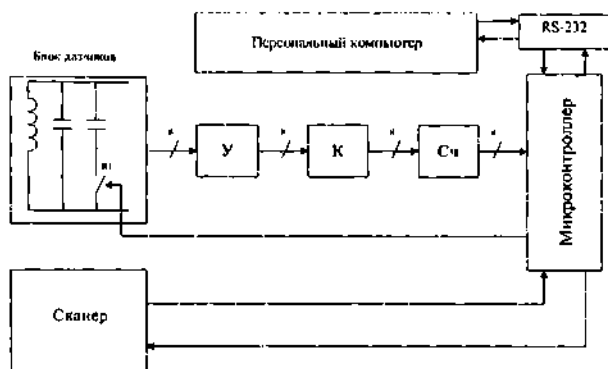 RS-232
Персональный компьютер
Блок датчиков
Микроконтроллер
У
К
Сч
Сканер